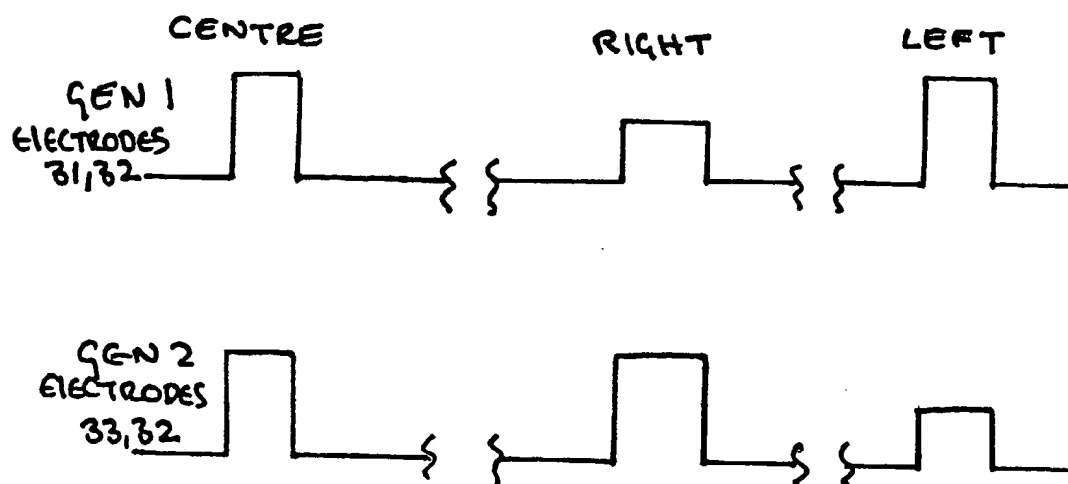 CENTRE RIGHT LEFT
GEN 1
ELECTRODES
31,32
GEN 2
ELECTRODES
33,32